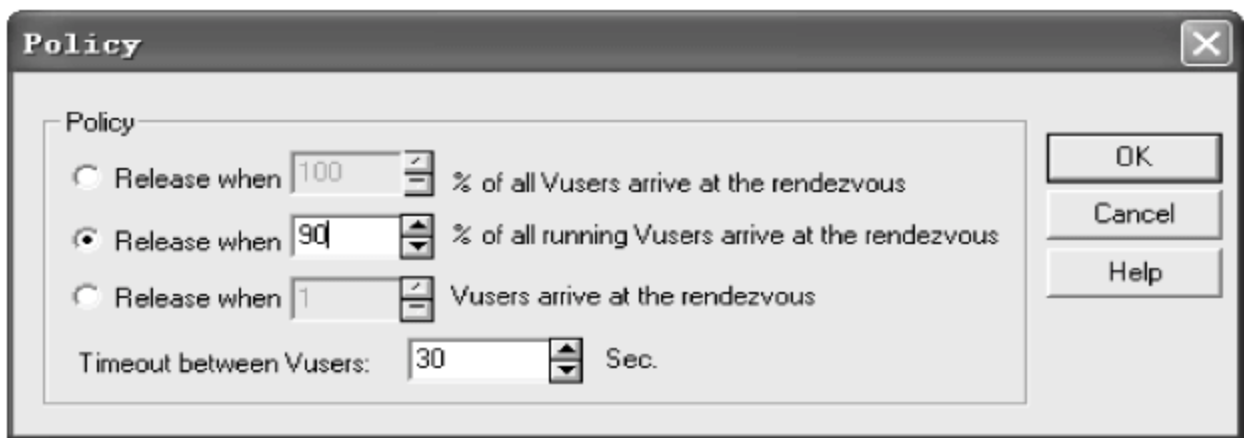 Policy
Policy
Release when 100 % of all Vusers arrive at the rendezvous
Release when 90 % of all running Vusers arrive at the rendezvous
Release when 1 Vusers arrive at the rendezvous
Timeout between Vusers: 30 Sec.
OK
Cancel
Help